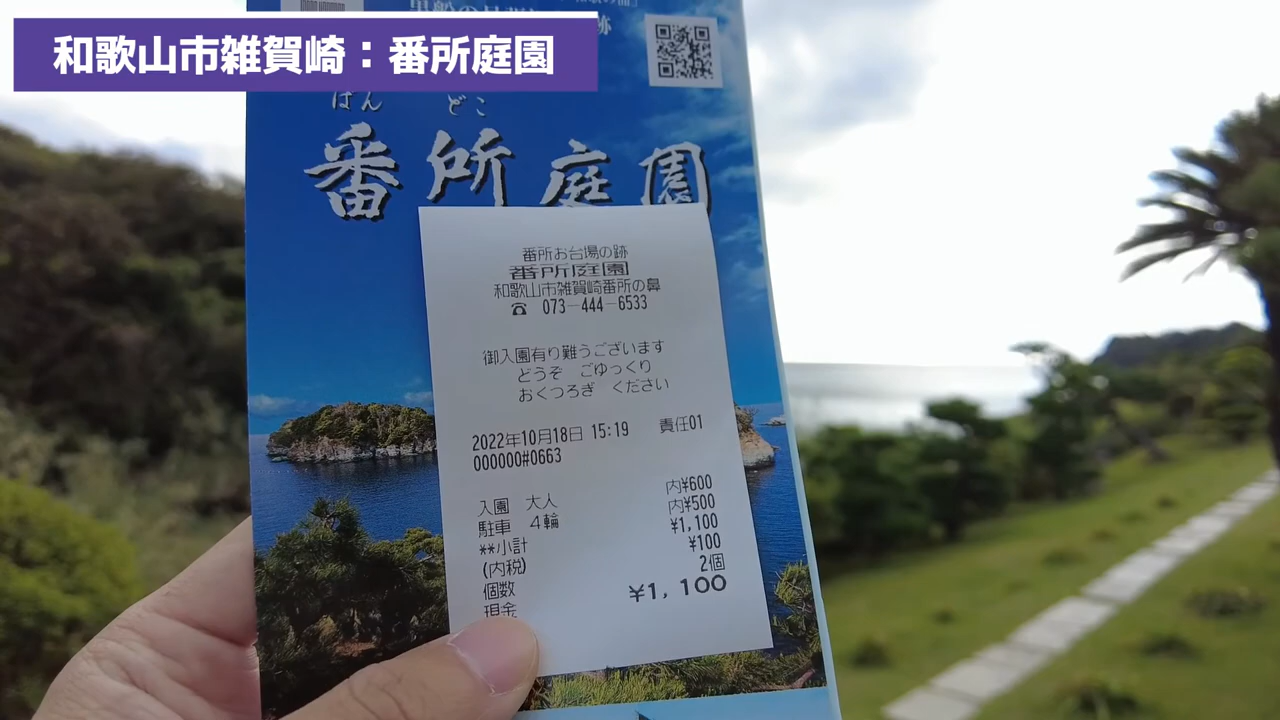 和歌山市雑賀崎：番所庭園
ばん どこ
番所庭園
番所お台場の跡
番所庭園
和歌山市雑賀崎番所の鼻
☎ 073-444-6533
御入園有り難うございます
どうぞ ごゆっくり
おくつろぎ ください
2022年10月18日 15:19 責任01
000000#0663
入園 大人 内¥600
駐車 4輪 内¥500
**小計 ¥1,100
(内税) ¥100
個数 2個
現金 ¥1,100